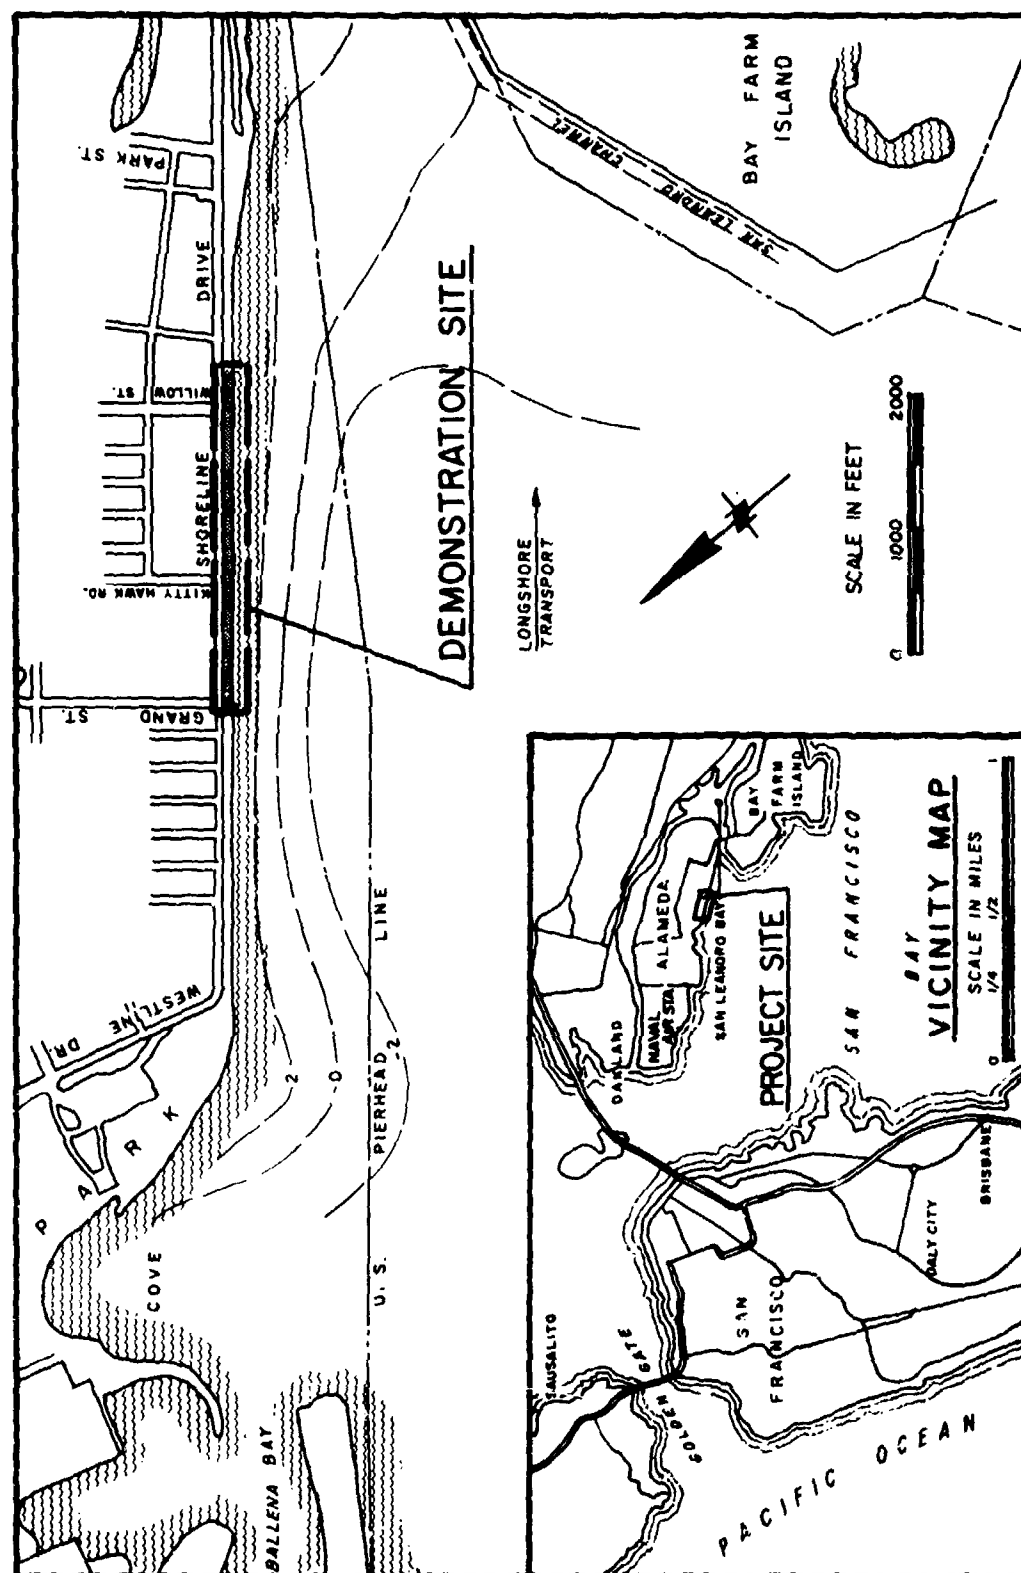 PARK ST.
DRIVE
WILLOW ST.
SHORELINE
KITTY HAWK RD.
GRAND ST.
WESTLINE DR.
PARK
COVE
BALLENA BAY
U.S. PIERHEAD LINE
2
0
-2
DEMONSTRATION SITE
LONGSHORE
TRANSPORT
SAN LEANDRO CHANNEL
BAY FARM
ISLAND
SCALE IN FEET
0 1000 2000
VICINITY MAP
SCALE IN MILES
0 1/4 1/2 1
PROJECT SITE
SAN FRANCISCO
BAY
BAY
FARM
ISLAND
ALAMEDA
NAVAL
AIR STA.
SAN LEANDRO BAY
OAKLAND
SAUSALITO
GOLDEN GATE
SAN
FRANCISCO
DALY CITY
BRISBANE
PACIFIC OCEAN